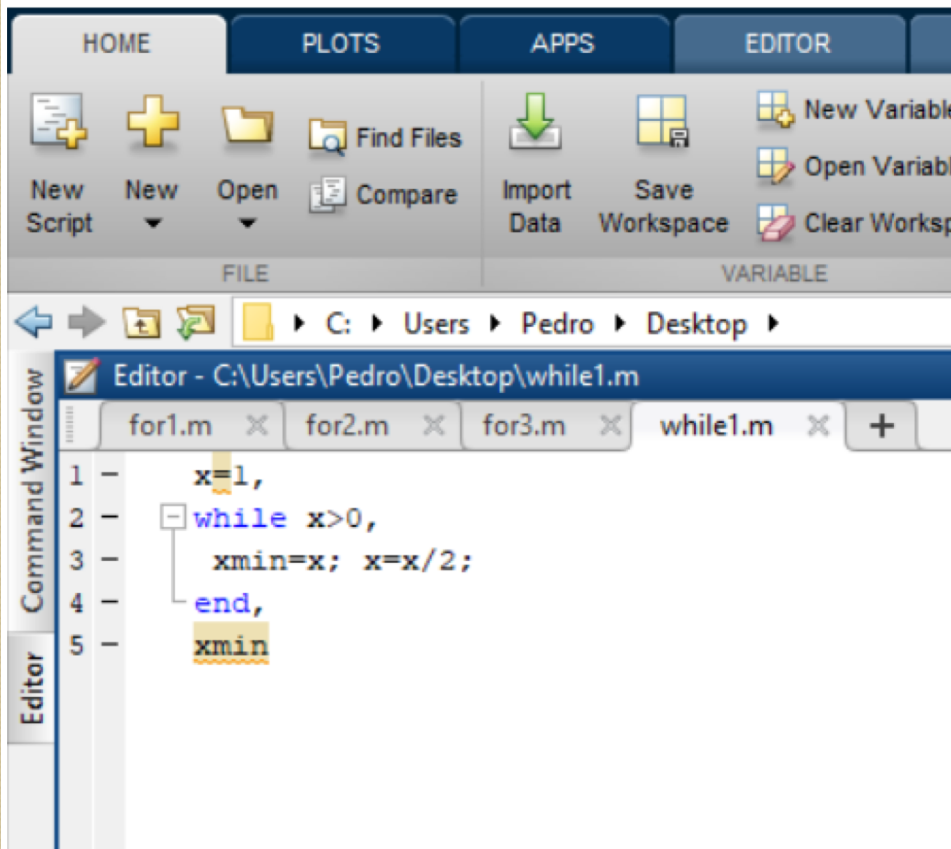 HOME PLOTS APPS EDITOR
New Script
New
Open
Find Files
Compare
Import Data
Save Workspace
New Variable
Open Variabl
Clear Worksp
FILE VARIABLE
C: Users Pedro Desktop
Command Window
Editor
Editor - C:\Users\Pedro\Desktop\while1.m
for1.m for2.m for3.m while1.m +
1 x=1,
2 while x>0,
3 xmin=x; x=x/2;
4 end,
5 xmin